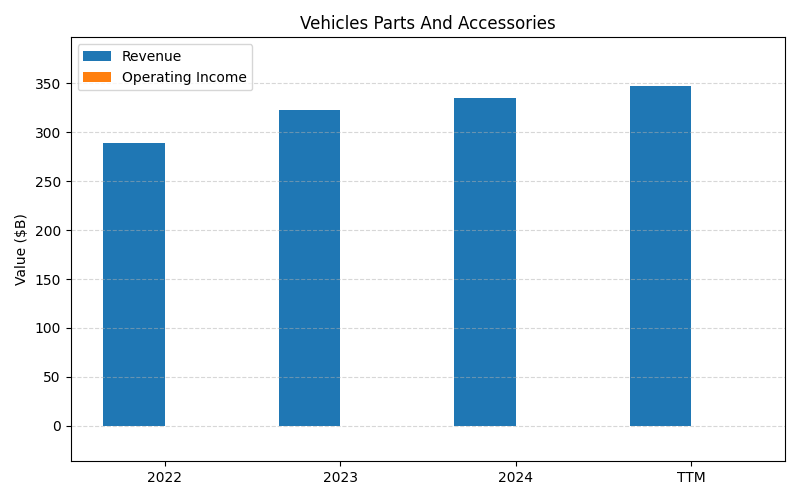 Vehicles Parts And Accessories
Revenue
Operating Income
Value ($B)
350
300
250
200
150
100
50
0
2022 2023 2024 TTM